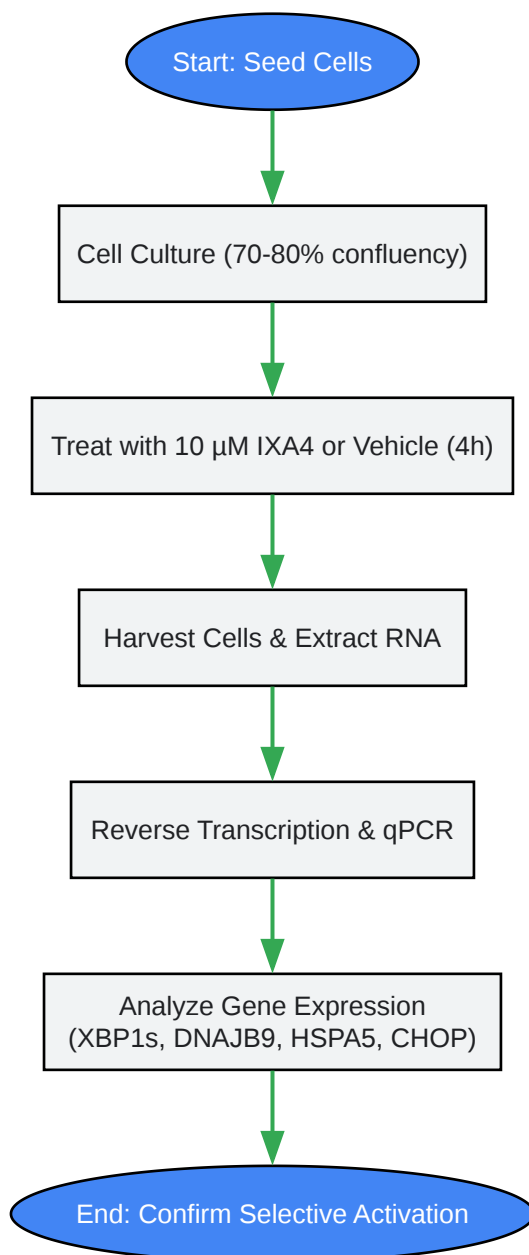 Start: Seed Cells
Cell Culture (70-80% confluency)
Treat with 10 µM IXA4 or Vehicle (4h)
Harvest Cells & Extract RNA
Reverse Transcription & qPCR
Analyze Gene Expression
(XBP1s, DNAJB9, HSPA5, CHOP)
End: Confirm Selective Activation